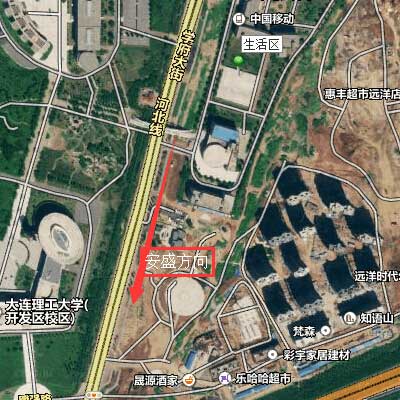 中国移动
学府大街
生活区
河北线
惠丰超市远洋店
安盛方向
远洋时代
大连理工大学(
开发区校区)
知语山
梵森
彩宇家居建材
晟源酒家
乐哈哈超市